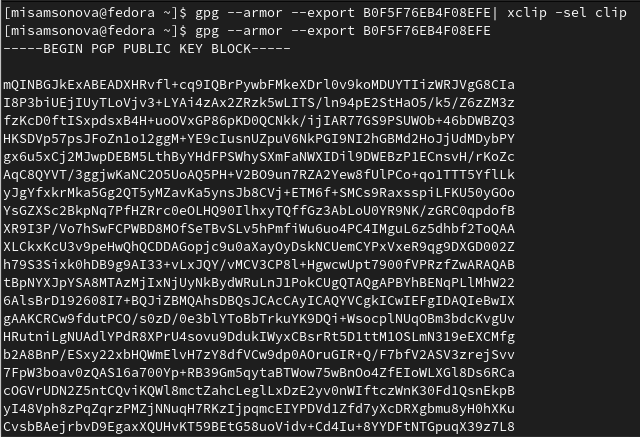 [misamsonova@fedora ~]$ gpg --armor --export B0F5F76EB4F08EFE| xclip -sel clip
[misamsonova@fedora ~]$ gpg --armor --export B0F5F76EB4F08EFE
-----BEGIN PGP PUBLIC KEY BLOCK-----

mQINBGJkExABEADXHRvfl+cq9IQBrPywbFMkeXDrl0v9koMDUYTIizWRJVgG8CIa
I8P3biUEjIUyTLoVjv3+LYAi4zAx2ZRzk5wLITS/ln94pE2StHaO5/k5/Z6zZM3z
fzKcD0ftISxpdsxB4H+uoOVxGP86pKD0QCNkk/ijIAR77GS9PSUWOb+46bDWBZQ3
HKSDVp57psJFoZn1o12ggM+YE9cIusnUZpuV6NkPGI9NI2hGBMd2HoJjUdMDybPY
gx6u5xCj2MJwpDEBM5LthByYHdFPSWhySXmFaNWXIDil9DWEBzP1ECnsvH/rKoZc
AqC8QYVT/3ggjwKaNC2O5UoAQ5PH+V2BO9un7RZA2Yew8fUlPCo+qo1TTT5YflLk
yJgYfxkrMka5Gg2QT5yMZavKa5ynsJb8CVj+ETM6f+SMCs9RaxsspiLFKU50yGOo
YsGZXSc2BkpNq7PfHZRrc0eOLHQ90IlhxyTQffGz3AbLoU0YR9NK/zGRC0qpdofB
XR9I3P/Vo7hSwFCPWBD8MOfSeTBvSLv5hPmfiWu6uo4PC4IMguL6z5dhbf2ToQAA
XLCkxKcU3v9peHwQhQCDDAGopjc9u0aXayOyDskNCUemCYPxVxeR9qg9DXGD002Z
h79S3Sixk0hDB9g9AI33+vLxJQY/vMCV3CP8l+HgwcwUpt7900fVPRzfZwARAQAB
tBpNYXJpYSA8MTAzMjIxNjUyNkBydWRuLnJ1PokCUgQTAQgAPBYhBENqPLlMhW22
6AlsBrD192608I7+BQJiZBMQAhsDBQsJCAcCAyICAQYVCgkICwIEFgIDAQIeBwIX
gAAKCRCw9fdutPCO/s0zD/0e3blYToBbTrkuYK9DQi+WsocplNUqOBm3bdcKvgUv
HRutniLgNUAdlYPdR8XPrU4sovu9DdukIWyxCBsrRt5D1ttM1OSLmN319eEXCMfg
b2A8BnP/ESxy22xbHQWmElvH7zY8dfVCw9dp0AOruGIR+Q/F7bfV2ASV3zrejSvv
7FpW3boav0zQAS16a700Yp+RB39Gm5qytaBTWow75wBnOo4ZfEIoWLXGl8Ds6RCa
cOGVrUDN2Z5ntCQviKQWl8mctZahcLeglLxDzE2yv0nWIftczWnK30Fd1QsnEkpB
yI48Vph8zPqZqrzPMZjNNuqH7RKzIjpqmcEIYPDVd1Zfd7yXcDRXgbmu8yH0hXKu
CvsbBAejrbvD9EgaxXQUHvKT59BEtG58uoVidv+Cd4Iu+8YYDFtNTGpuqX39z7L8